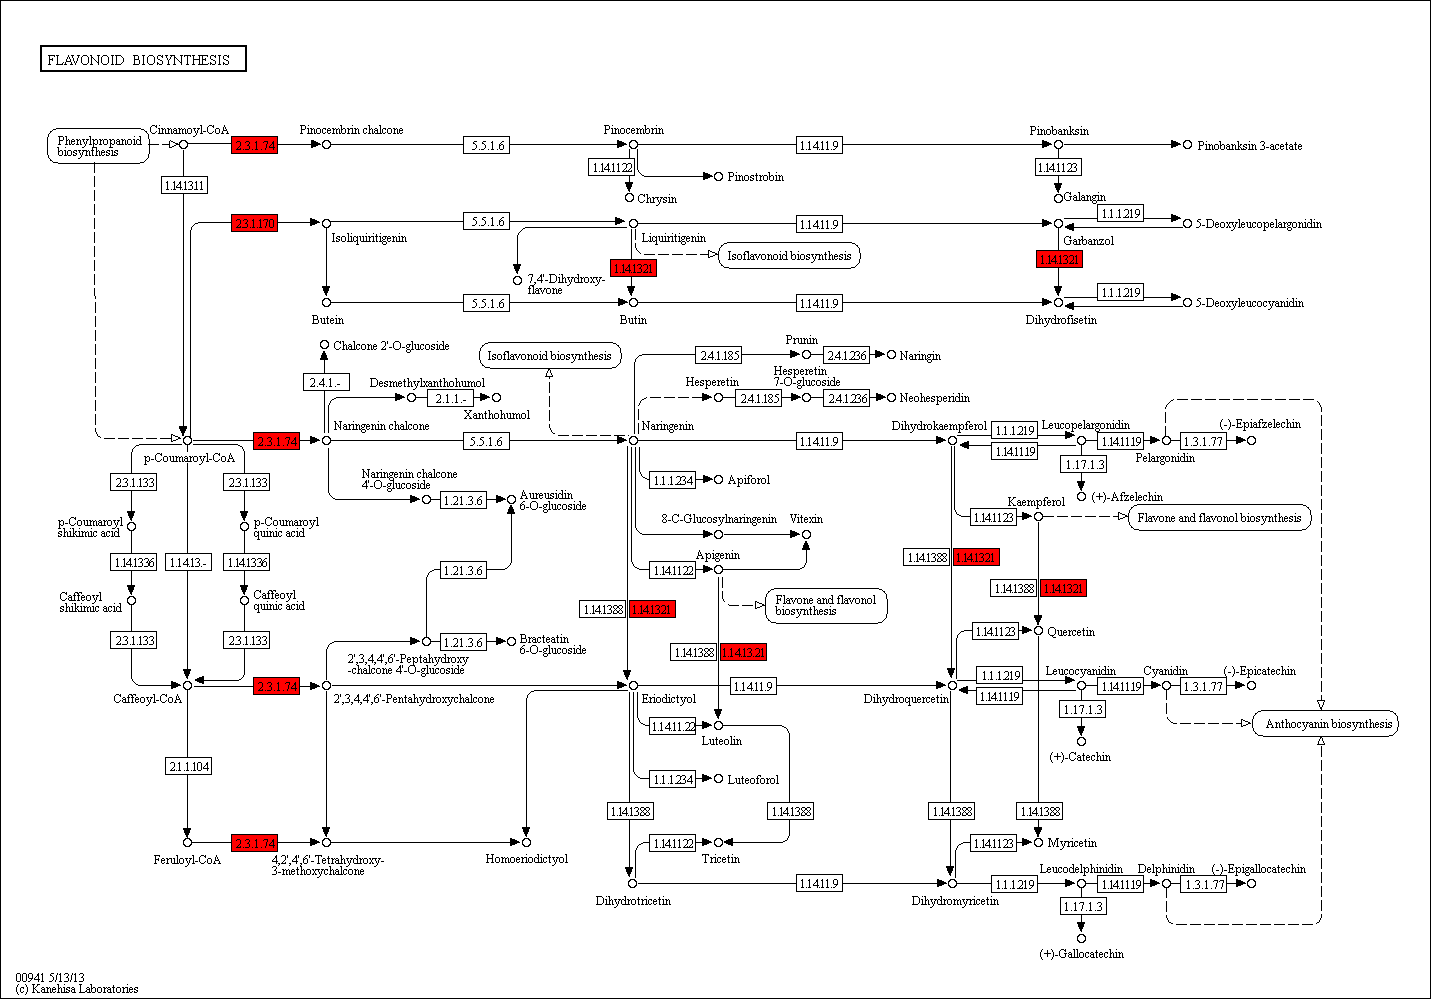 FLAVONOID BIOSYNTHESIS
Phenylpropanoid
biosynthesis
Cinnamoyl-CoA
2.3.1.74
Pinocembrin chalcone
5.5.1.6
Pinocembrin
1.14.11.9
Pinobanksin
Pinobanksin 3-acetate
1.14.11.22
Pinostrobin
Chrysin
1.14.11.23
Galangin
1.14.13.11
2.3.1.170
Isoliquiritigenin
5.5.1.6
Liquiritigenin
1.14.11.9
Garbanzol
1.1.1.219
5-Deoxyleucopelargonidin
Isoflavonoid biosynthesis
1.14.13.21
1.14.13.21
7,4'-Dihydroxy-
flavone
Butein
5.5.1.6
Butin
1.14.11.9
Dihydrofisetin
1.1.1.219
5-Deoxyleucocyanidin
Chalcone 2'-O-glucoside
2.4.1.-
Isoflavonoid biosynthesis
2.4.1.185
Prunin
2.4.1.236
Naringin
Desmethylxanthohumol
2.1.1.-
Xanthohumol
Hesperetin
2.4.1.185
Hesperetin
7-O-glucoside
2.4.1.236
Neohesperidin
p-Coumaroyl-CoA
2.3.1.74
Naringenin chalcone
5.5.1.6
Naringenin
1.14.11.9
Dihydrokaempferol
1.1.1.219
1.14.11.19
Leucopelargonidin
1.14.11.19
Pelargonidin
1.3.1.77
(-)-Epiafzelechin
1.17.1.3
(+)-Afzelechin
2.3.1.133
2.3.1.133
Naringenin chalcone
4'-O-glucoside
1.21.3.6
Aureusidin
6-O-glucoside
1.1.1.234
Apiforol
8-C-Glucosylnaringenin
Vitexin
1.14.11.23
Kaempferol
Flavone and flavonol biosynthesis
p-Coumaroyl
shikimic acid
p-Coumaroyl
quinic acid
1.14.13.36
1.14.13.-
1.14.13.36
1.21.3.6
1.14.11.22
Apigenin
1.14.13.88
1.14.13.21
1.14.13.88
1.14.13.21
Caffeoyl
shikimic acid
Caffeoyl
quinic acid
1.14.13.88
1.14.13.21
Flavone and flavonol
biosynthesis
2.3.1.133
2.3.1.133
1.21.3.6
Bracteatin
6-O-glucoside
1.14.13.88
1.14.13.21
1.14.11.23
Quercetin
2',3,4,4',6'-Peptahydroxy
-chalcone 4'-O-glucoside
Caffeoyl-CoA
2.3.1.74
2',3,4,4',6'-Pentahydroxychalcone
Eriodictyol
1.14.11.9
Dihydroquercetin
1.1.1.219
1.14.11.19
Leucocyanidin
1.14.11.19
Cyanidin
1.3.1.77
(-)-Epicatechin
1.17.1.3
(+)-Catechin
Anthocyanin biosynthesis
1.14.11.22
Luteolin
2.1.1.104
1.1.1.234
Luteoforol
1.14.13.88
1.14.13.88
1.14.13.88
1.14.13.88
Feruloyl-CoA
2.3.1.74
4,2',4',6'-Tetrahydroxy-
3-methoxychalcone
Homoeriodictyol
1.14.11.22
Tricetin
1.14.11.23
Myricetin
Dihydrotricetin
1.14.11.9
Dihydromyricetin
1.1.1.219
Leucodelphinidin
1.14.11.19
Delphinidin
1.3.1.77
(-)-Epigallocatechin
1.17.1.3
(+)-Gallocatechin
00941 5/13/13
(c) Kanehisa Laboratories